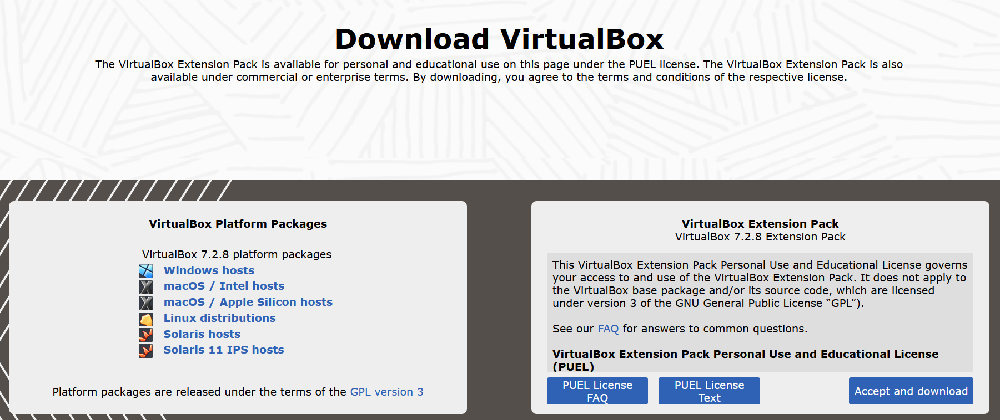 Download VirtualBox
The VirtualBox Extension Pack is available for personal and educational use on this page under the PUEL license. The VirtualBox Extension Pack is also
available under commercial or enterprise terms. By downloading, you agree to the terms and conditions of the respective license.
VirtualBox Platform Packages
VirtualBox 7.2.8 platform packages
Windows hosts
macOS / Intel hosts
macOS / Apple Silicon hosts
Linux distributions
Solaris hosts
Solaris 11 IPS hosts
Platform packages are released under the terms of the GPL version 3
VirtualBox Extension Pack
VirtualBox 7.2.8 Extension Pack
This VirtualBox Extension Pack Personal Use and Educational License governs
your access to and use of the VirtualBox Extension Pack. It does not apply to
the VirtualBox base package and/or its source code, which are licensed
under version 3 of the GNU General Public License “GPL”).
See our FAQ for answers to common questions.
VirtualBox Extension Pack Personal Use and Educational License
(PUEL)
PUEL License
FAQ
PUEL License
Text
Accept and download